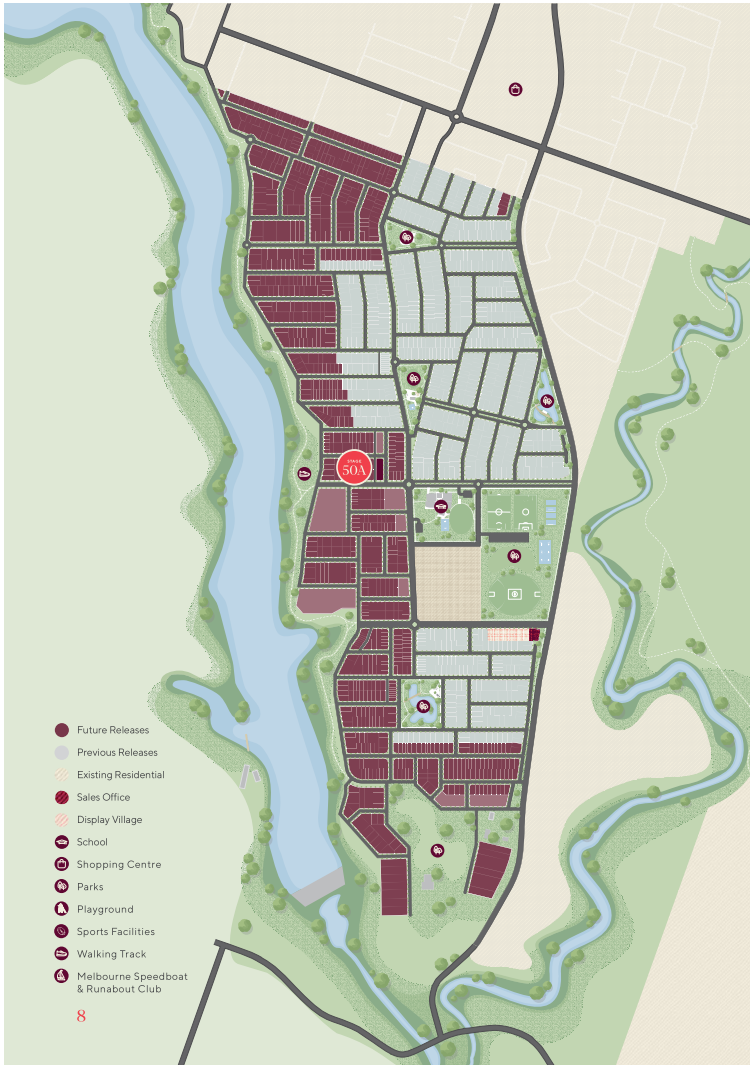 STAGE
50A
Future Releases
Previous Releases
Existing Residential
Sales Office
Display Village
School
Shopping Centre
Parks
Playground
Sports Facilities
Walking Track
Melbourne Speedboat
& Runabout Club
8